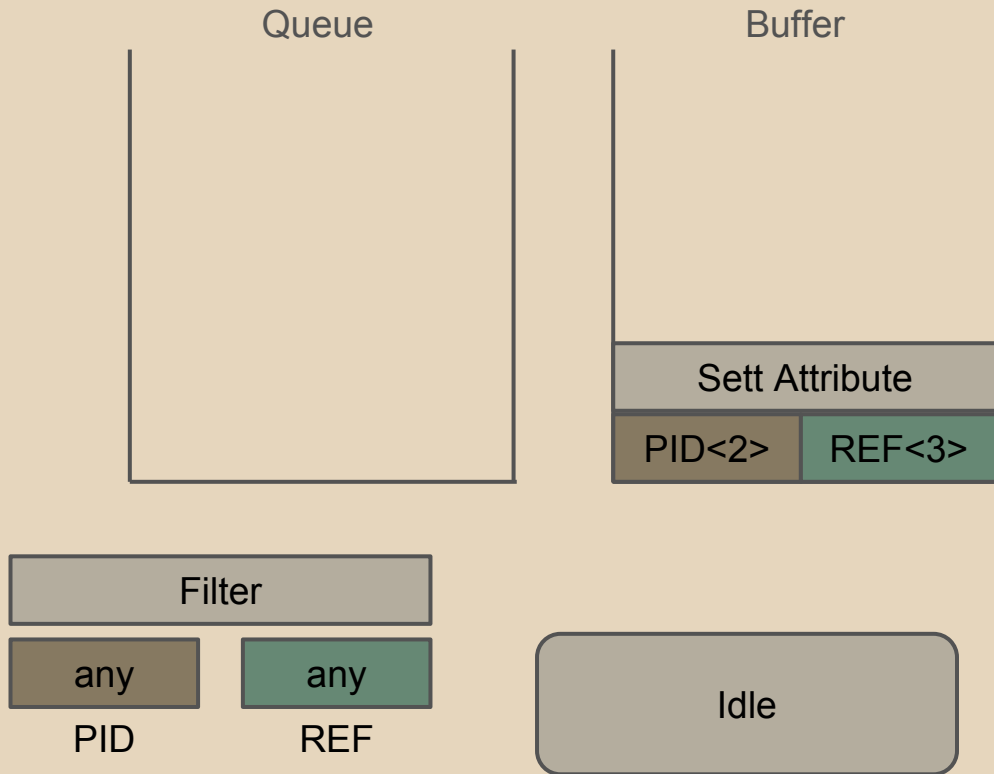 Queue
Buffer
Sett Attribute
PID<2>
REF<3>
Filter
any
any
PID
REF
Idle